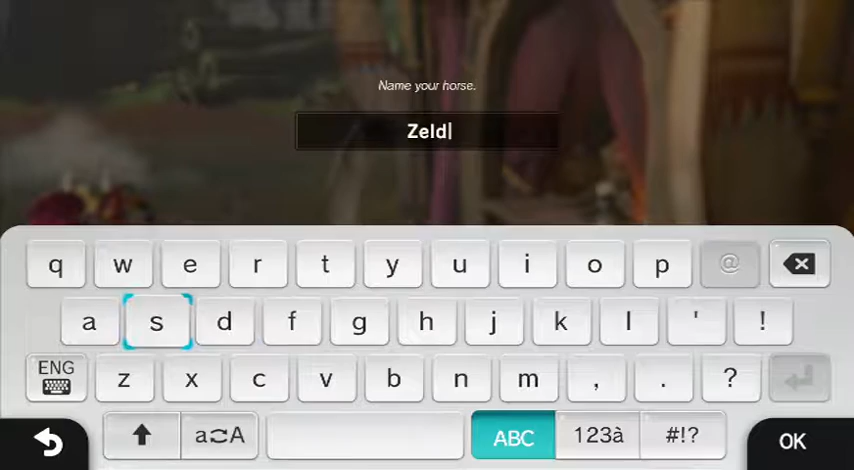 Name your horse.
Zeld
q w e r t y u i o p @
a s d f g h j k l ' !
ENG z x c v b n m , . ?
a A ABC 123à #!? OK